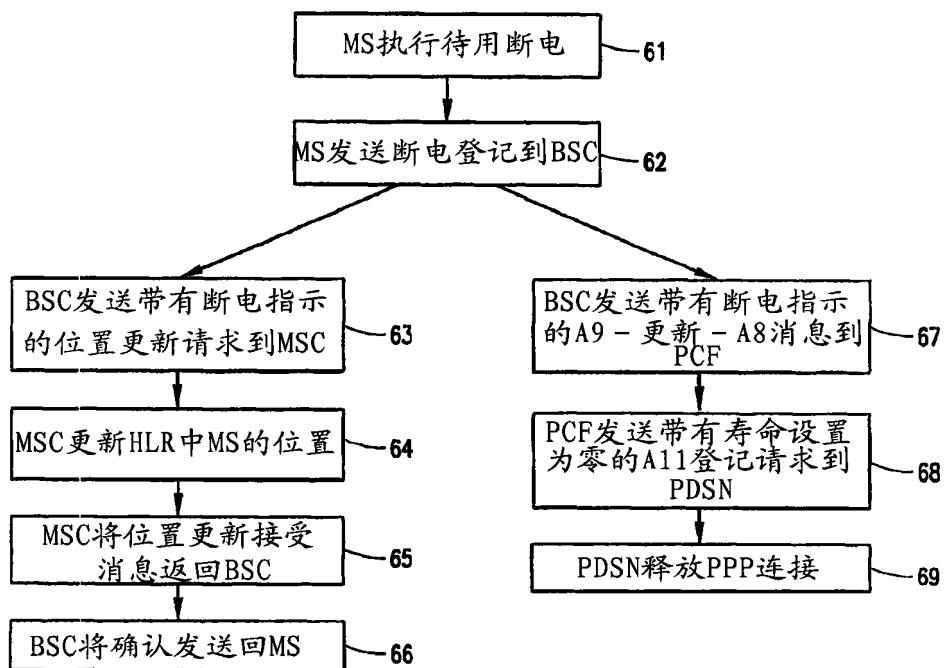 MS执行待用断电
61
MS发送断电登记到BSC
62
BSC发送带有断电指示
的位置更新请求到MSC
63
MSC更新HLR中MS的位置
64
MSC将位置更新接受
消息返回BSC
65
BSC将确认发送回MS
66
BSC发送带有断电指示
的A9-更新-A8消息到
PCF
67
PCF发送带有寿命设置
为零的A11登记请求到
PDSN
68
PDSN释放PPP连接
69